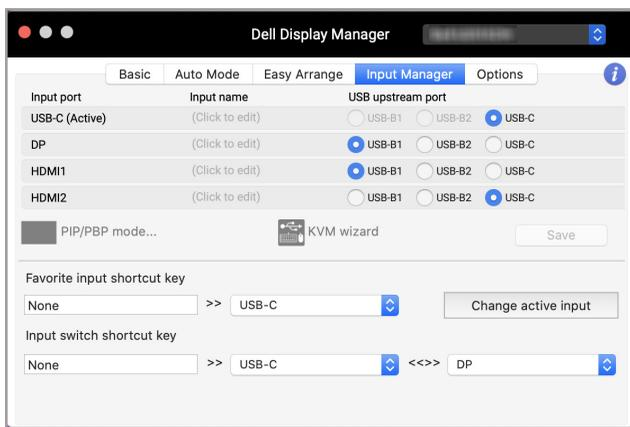 Dell Display Manager
Basic Auto Mode Easy Arrange Input Manager Options i
Input port Input name USB upstream port
USB-C (Active) (Click to edit) USB-B1 USB-B2 USB-C
DP (Click to edit) USB-B1 USB-B2 USB-C
HDMI1 (Click to edit) USB-B1 USB-B2 USB-C
HDMI2 (Click to edit) USB-B1 USB-B2 USB-C
PIP/PBP mode... KVM wizard Save
Favorite input shortcut key
None >> USB-C Change active input
Input switch shortcut key
None >> USB-C <<>> DP